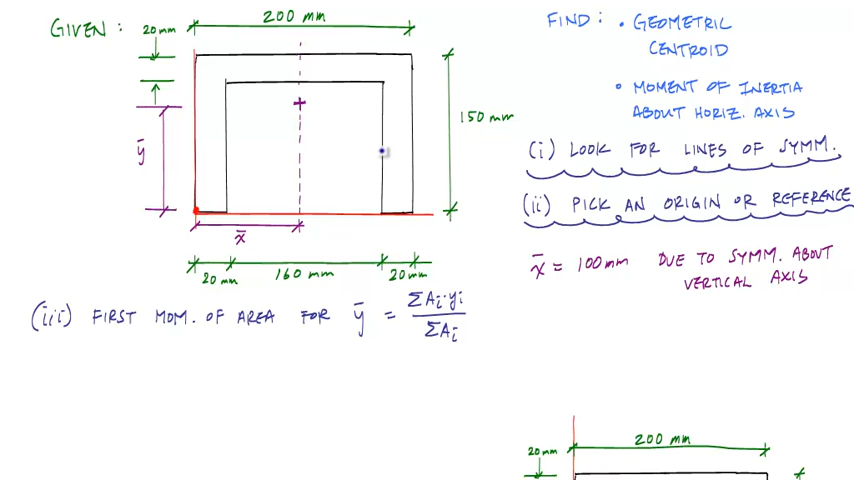 GIVEN :
200 mm
20 mm
150 mm
ȳ
x̄
20 mm
160 mm
20 mm
FIND : • GEOMETRIC
CENTROID
• MOMENT OF INERTIA
ABOUT HORIZ. AXIS
(i) LOOK FOR LINES OF SYMM.
(ii) PICK AN ORIGIN OR REFERENCE
x̄ = 100 mm DUE TO SYMM. ABOUT
VERTICAL AXIS
(iii) FIRST MOM. OF AREA FOR ȳ = ΣAi·yi
ΣAi
200 mm
20 mm